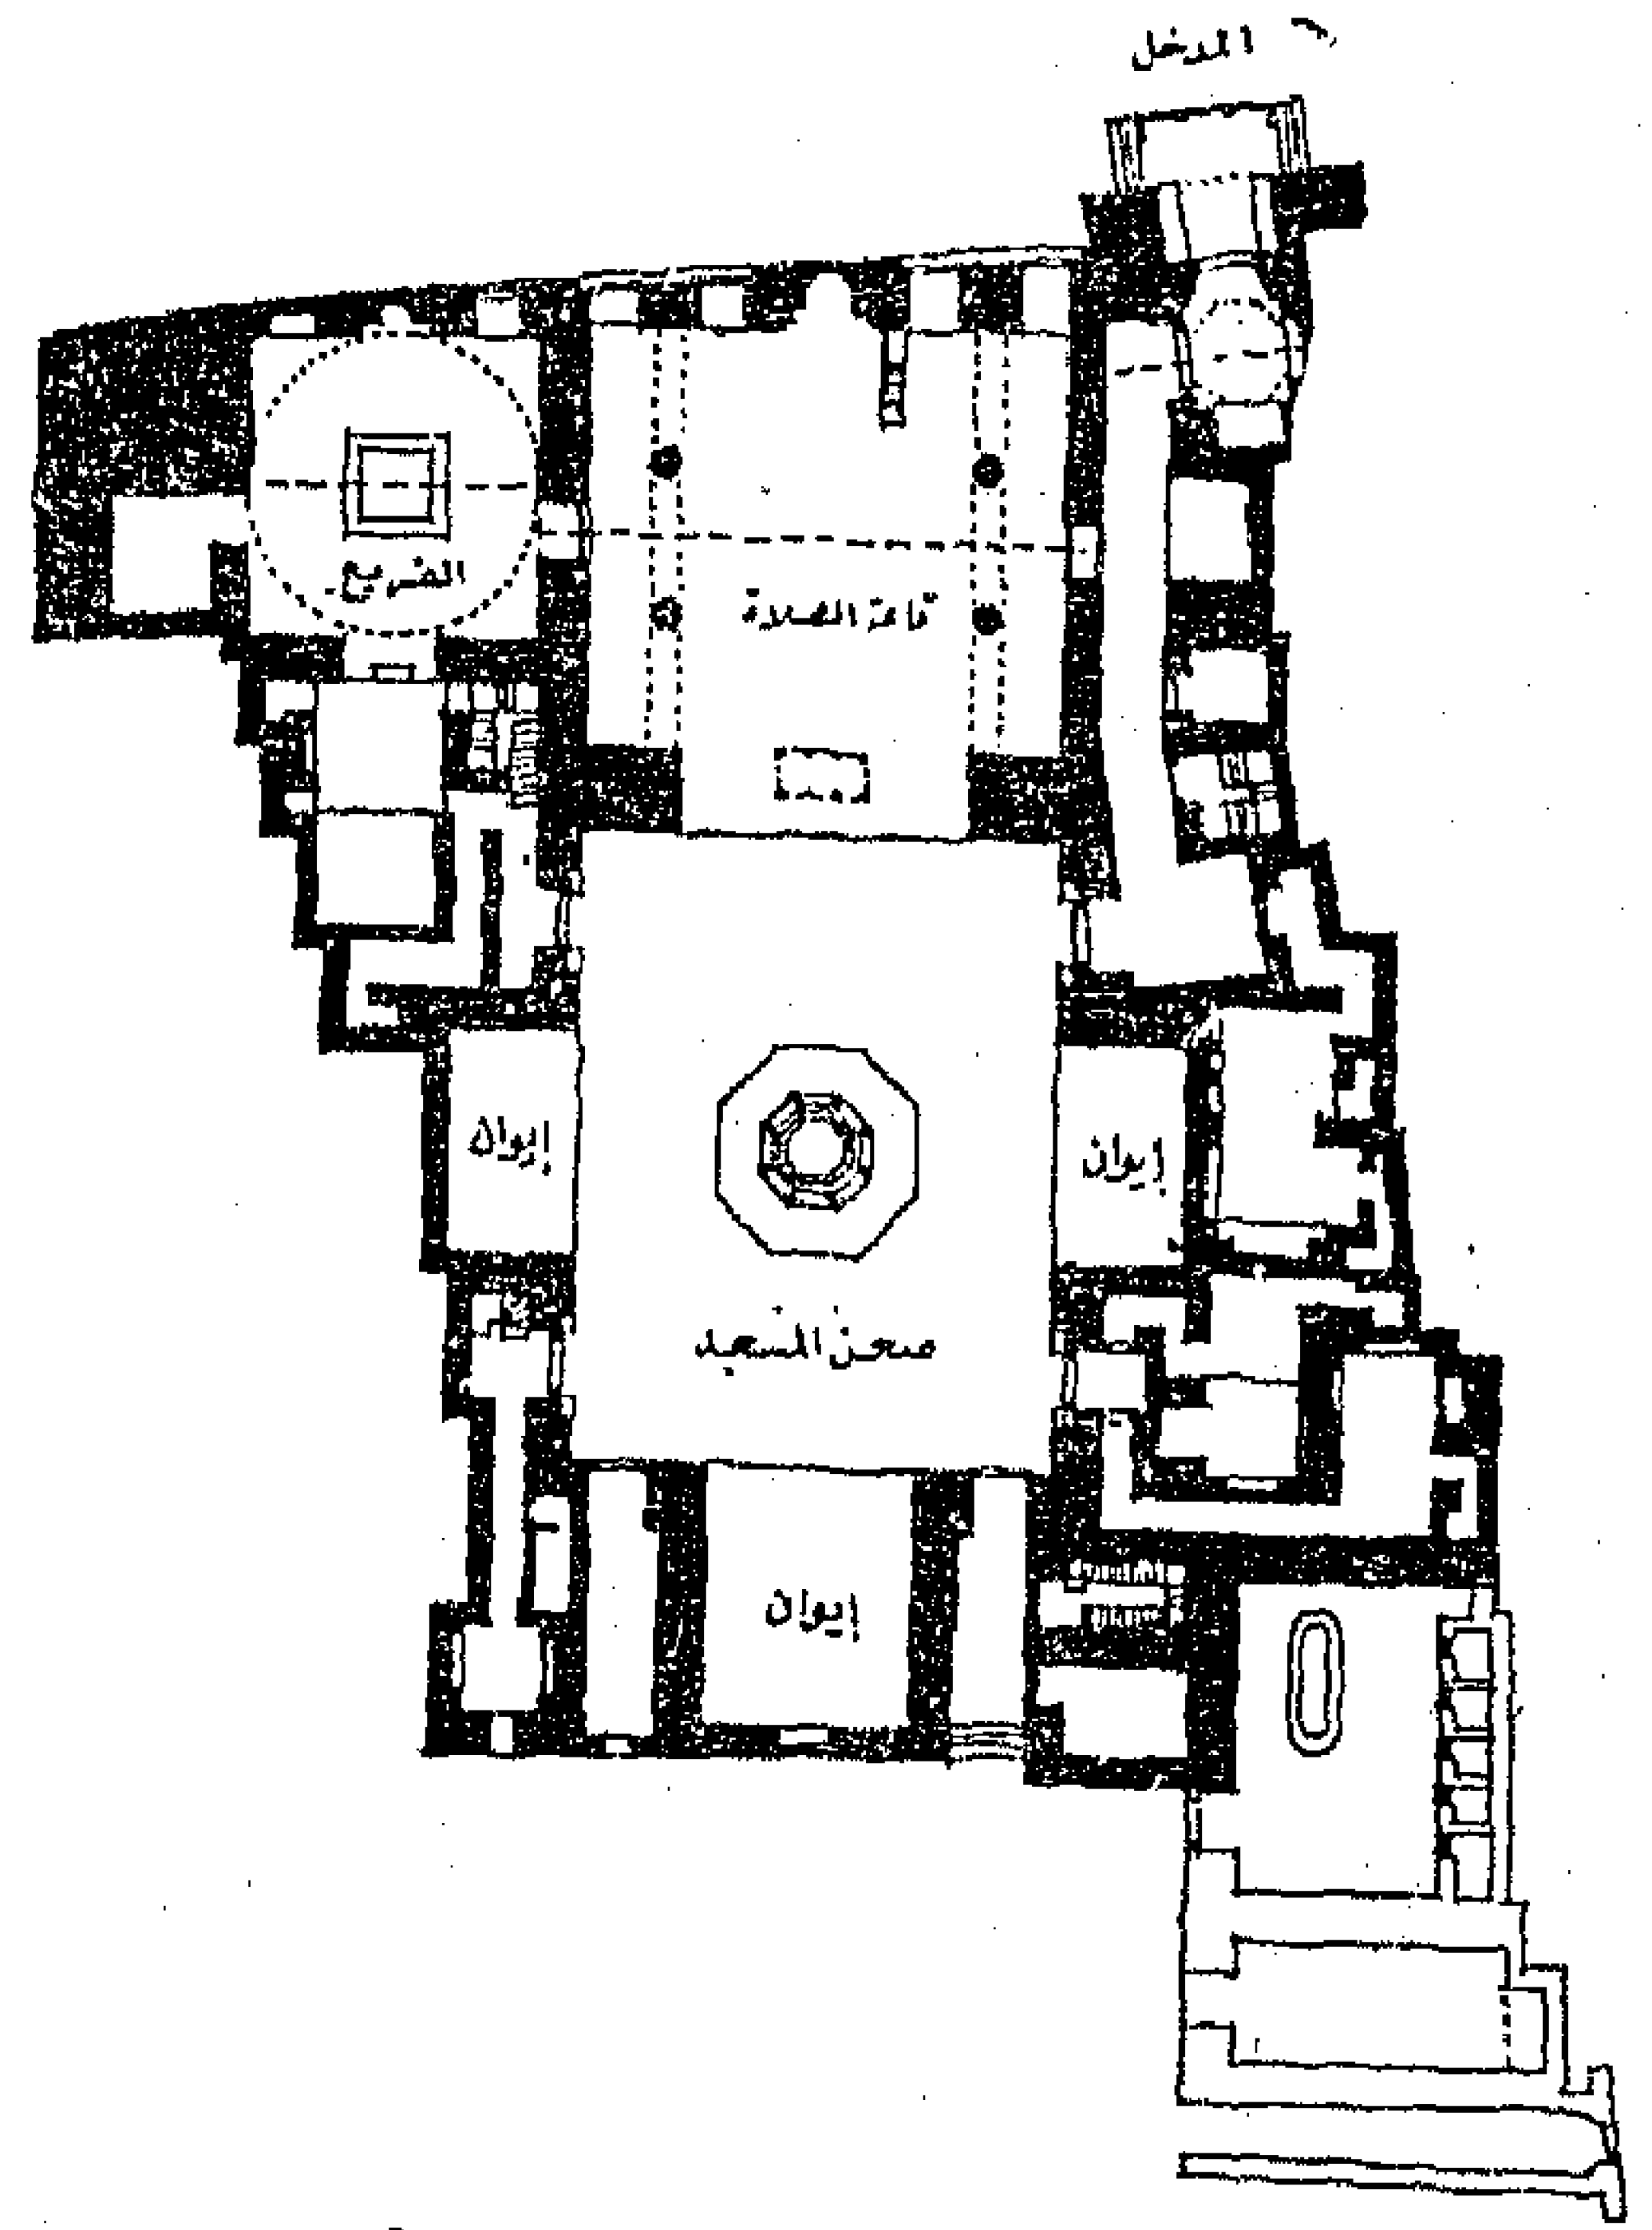 المدخل
الضريح
قاعة الصلاة
إيوان
إيوان
صحن المسجد
إيوان